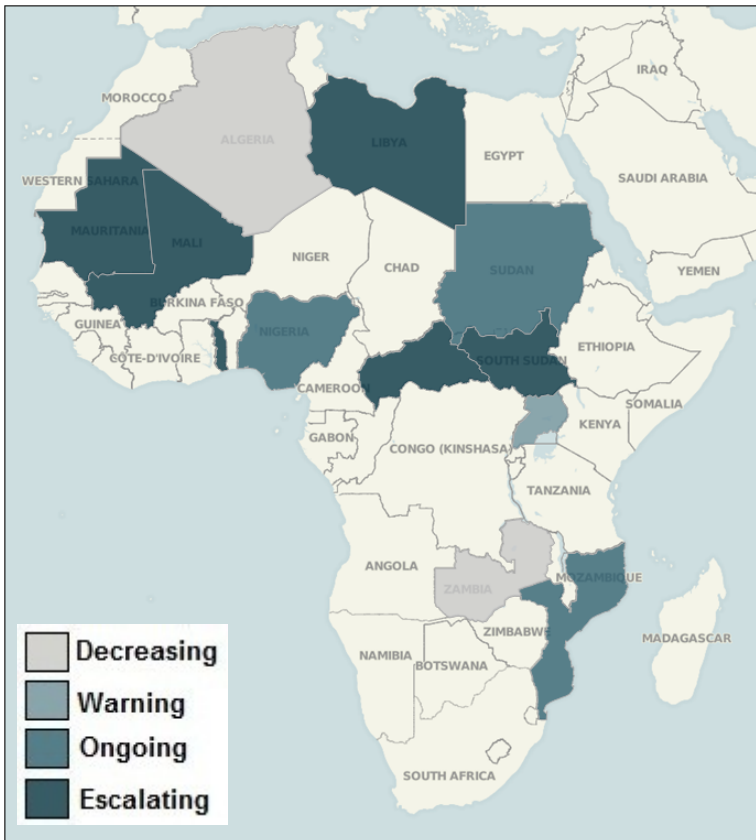 IRAQ
MOROCCO
ALGERIA
LIBYA
EGYPT
SAUDI ARABIA
WESTERN SAHARA
MAURITANIA
MALI
NIGER
CHAD
SUDAN
YEMEN
BURKINA FASO
GUINEA
NIGERIA
CÔTE-D'IVOIRE
SOUTH SUDAN
ETHIOPIA
CAMEROON
SOMALIA
GABON
CONGO (KINSHASA)
KENYA
TANZANIA
ANGOLA
ZAMBIA
MOZAMBIQUE
ZIMBABWE
MADAGASCAR
NAMIBIA
BOTSWANA
SOUTH AFRICA
Decreasing
Warning
Ongoing
Escalating